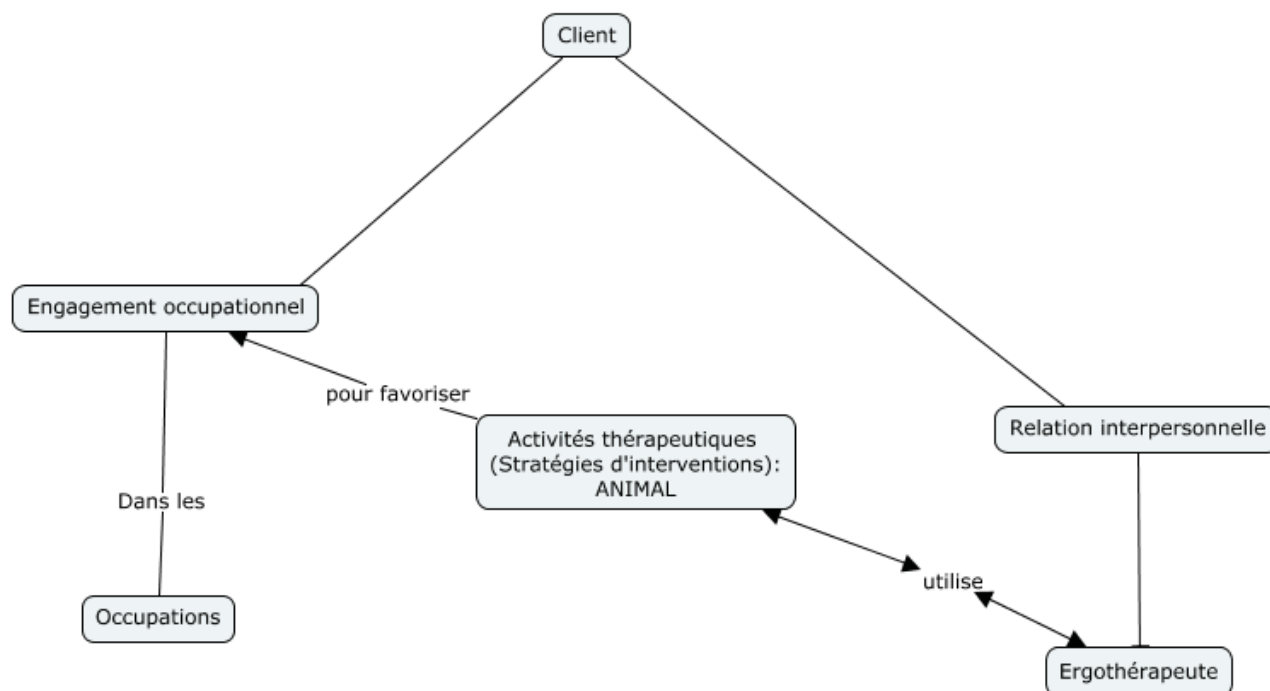 Client
Engagement occupationnel
pour favoriser
Activités thérapeutiques
(Stratégies d'interventions):
ANIMAL
Relation interpersonnelle
Dans les
utilise
Occupations
Ergothérapeute